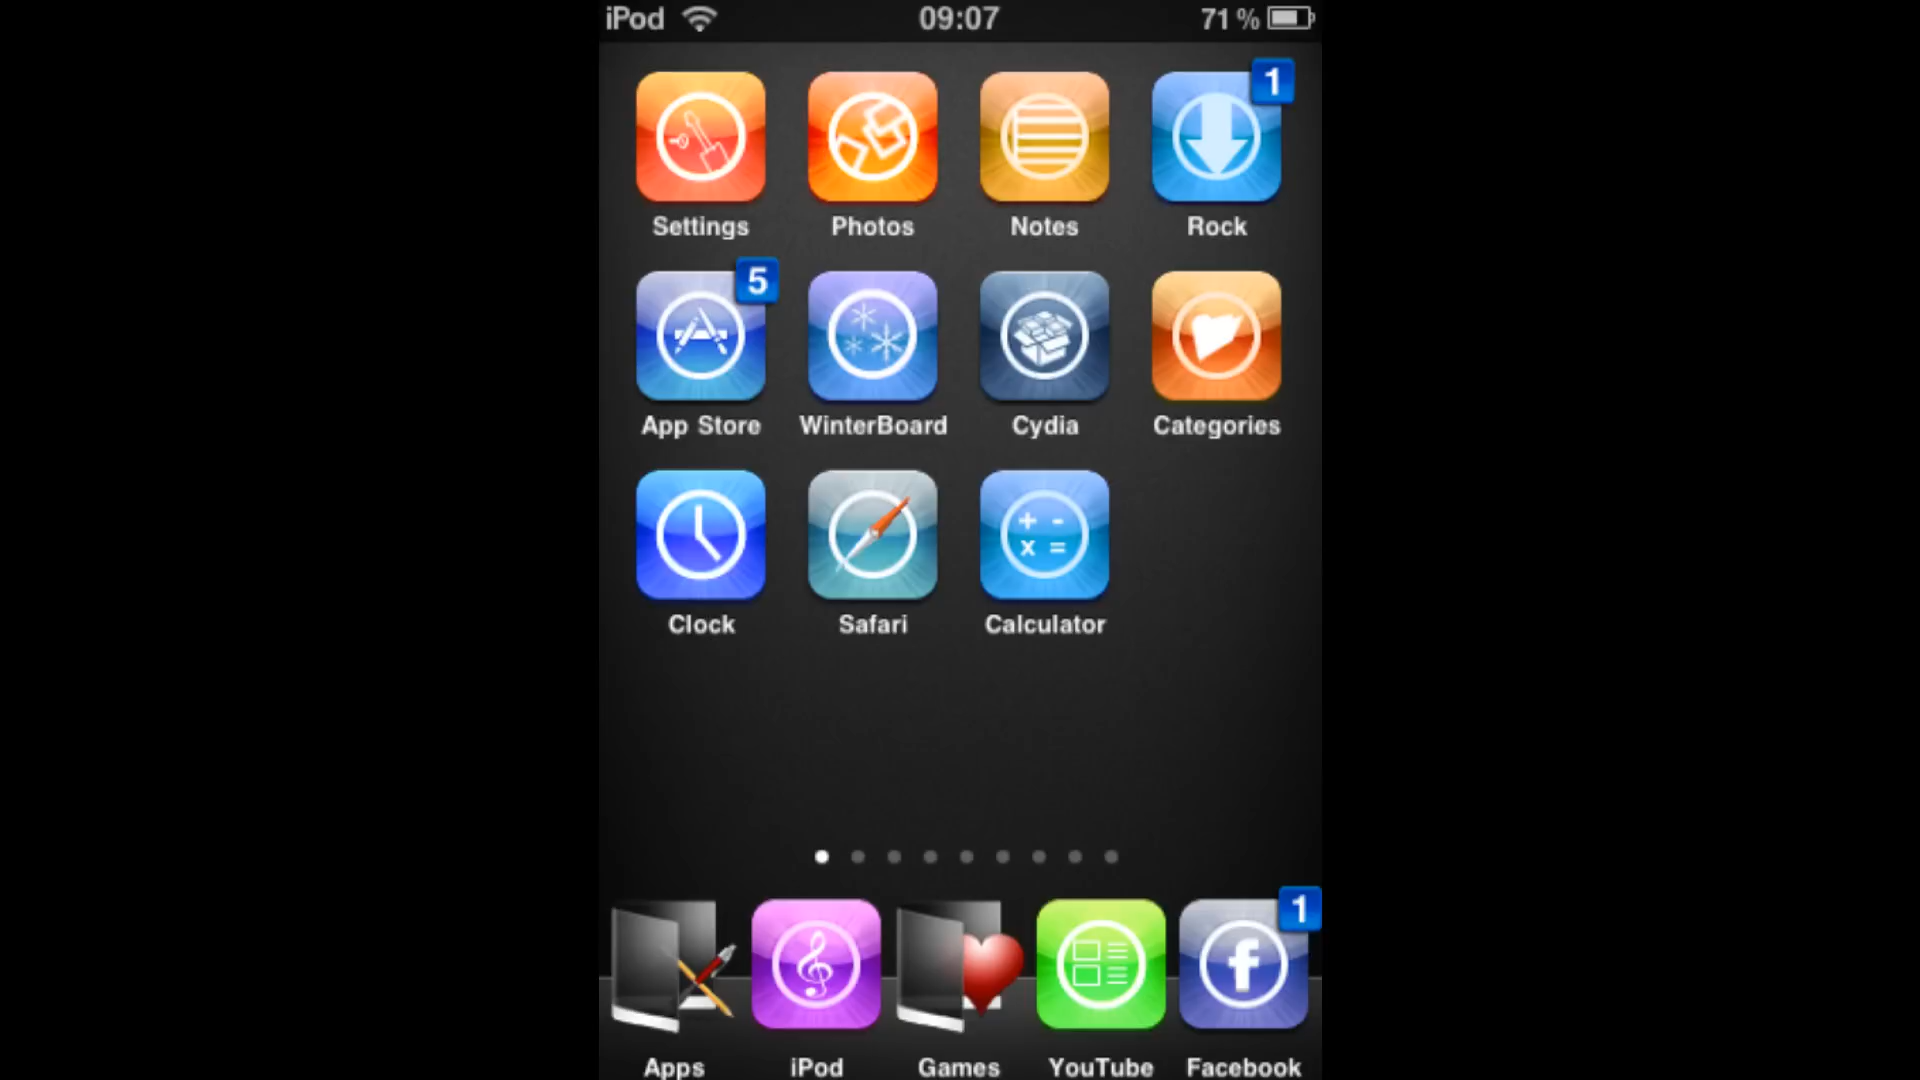 iPod 09:07 71 %
1
Settings Photos Notes Rock
5
App Store WinterBoard Cydia Categories
+ -
x =
Clock Safari Calculator
1
f
Apps iPod Games YouTube Facebook